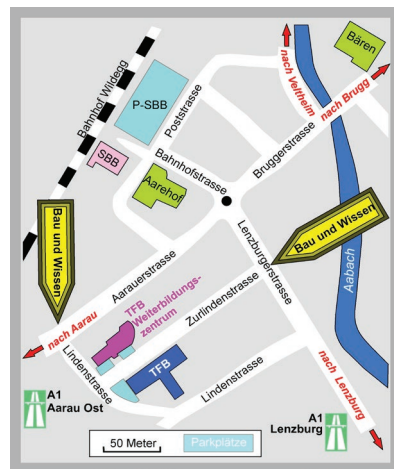 Bären
nach Veltheim
nach Brugg
Bahnhof Wildegg
P-SBB
Poststrasse
SBB
Bahnhofstrasse
Bruggerstrasse
Aarehof
Bau und Wissen
Bau und Wissen
Aarauerstrasse
Lenzburgerstrasse
Aabach
TFB
Weiterbildungs-
zentrum
Zurlindenstrasse
nach Aarau
Lindenstrasse
TFB
Lindenstrasse
nach Lenzburg
A1
Aarau Ost
A1
Lenzburg
50 Meter
Parkplätze